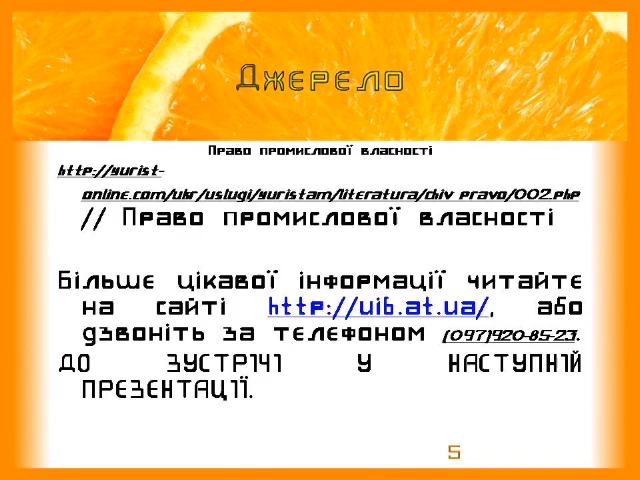 Джерело
Право промислової власності
http://yurist-
online.com/ukr/uslugi/yuristam/literatura/chiv_pravo/002.php
// Право промислової власності
Більше цікавої інформації читайте
на сайті http://uib.at.ua/, або
дзвоніть за телефоном (097)920-85-23.
ДО ЗУСТРІЧІ У НАСТУПНІЙ
ПРЕЗЕНТАЦІЇ.
5